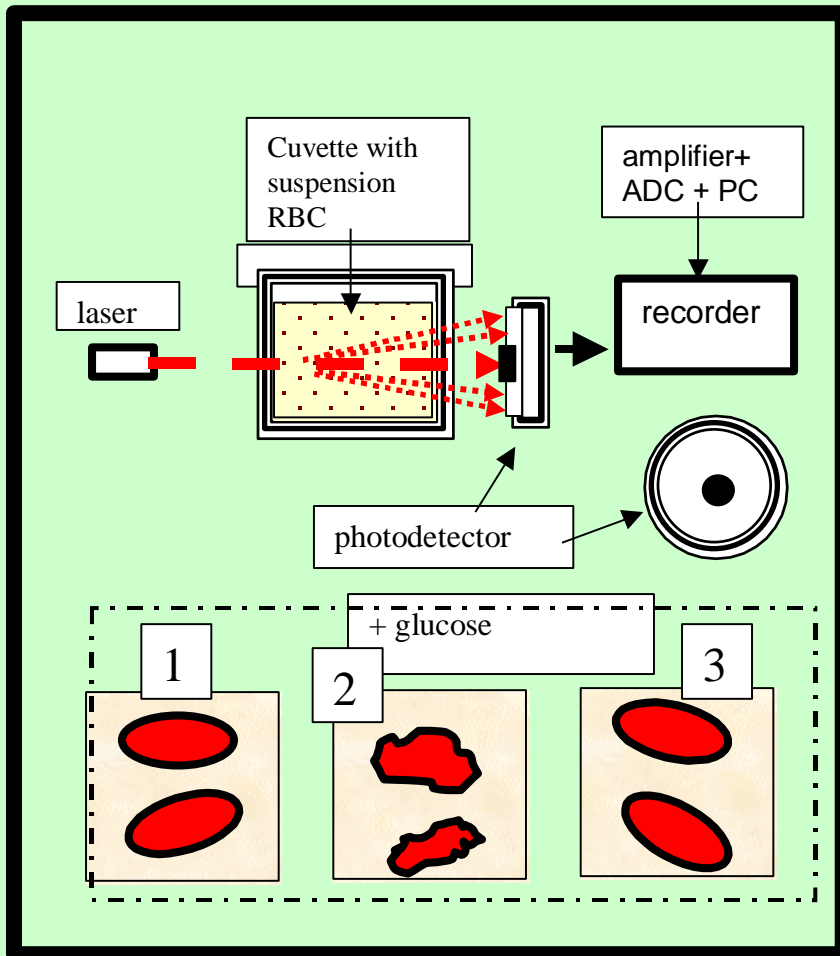 Cuvette with
suspension
RBC
amplifier+
ADC + PC
laser
recorder
photodetector
+ glucose
1
2
3